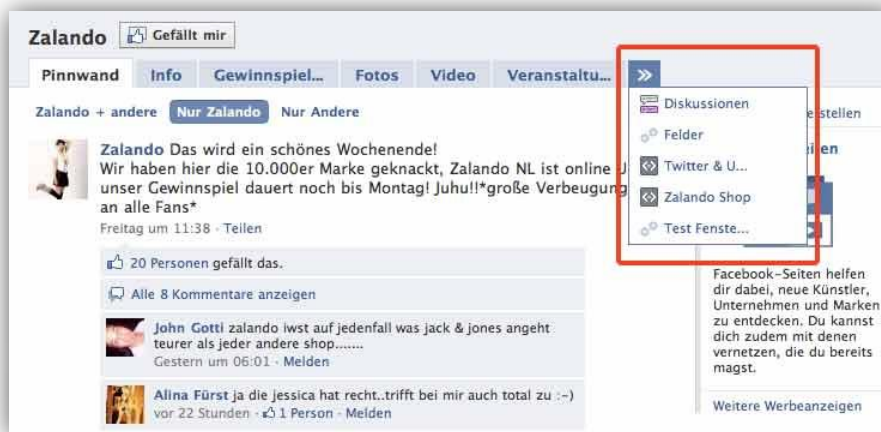 Zalando Gefällt mir
Pinnwand Info Gewinnspiel... Fotos Video Veranstaltu... »
Zalando + andere Nur Zalando Nur Andere
Zalando Das wird ein schönes Wochenende!
Wir haben hier die 10.000er Marke geknackt, Zalando NL ist online
unser Gewinnspiel dauert noch bis Montag! Juhu!!*große Verbeugung
an alle Fans*
Freitag um 11:38 · Teilen
20 Personen gefällt das.
Alle 8 Kommentare anzeigen
John Gotti zalando iwst auf jedenfall was jack & jones angeht
teurer als jeder andere shop.......
Gestern um 06:01 · Melden
Alina Fürst ja die jessica hat recht..trifft bei mir auch total zu :-)
vor 22 Stunden · 1 Person · Melden
Diskussionen
Felder
Twitter & U...
Zalando Shop
Test Fenste...
Facebook-Seiten helfen
dir dabei, neue Künstler,
Unternehmen und Marken
zu entdecken. Du kannst
dich zudem mit denen
vernetzen, die du bereits
magst.
Weitere Werbeanzeigen